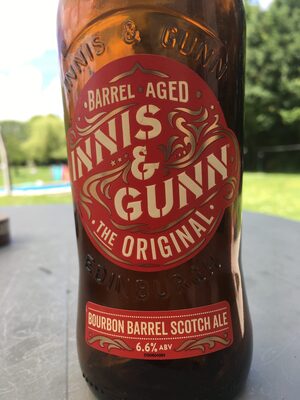 INNIS & GUNN
BARREL · AGED
INNIS
&
GUNN
· THE ORIGINAL ·
EDINBURGH
BOURBON BARREL SCOTCH ALE
6.6% ABV